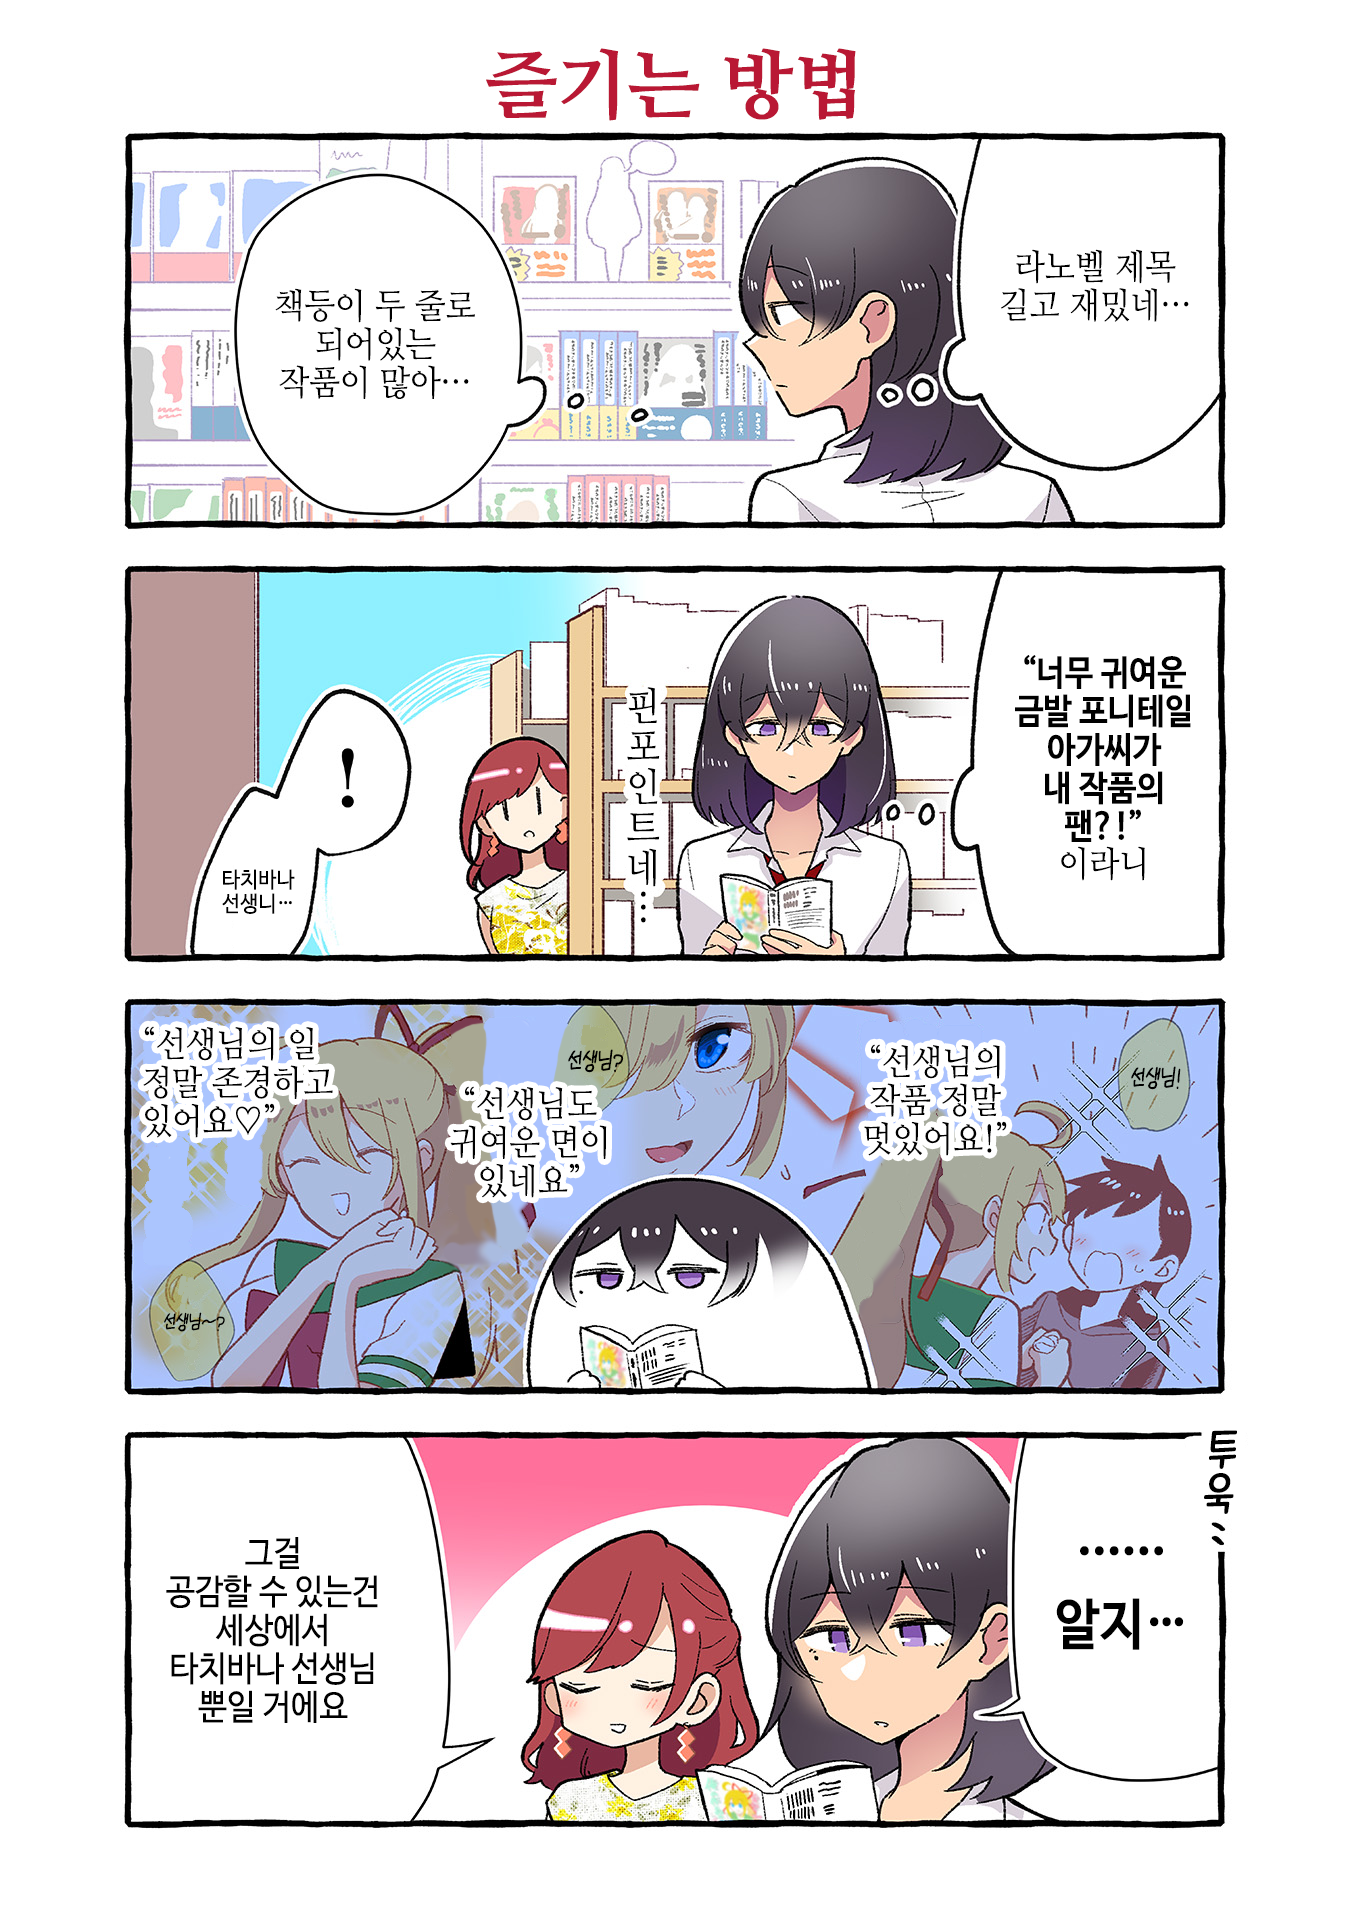 즐기는 방법
라노벨 제목
길고 재밌네…
책등이 두 줄로
되어있는
작품이 많아…
“너무 귀여운
금발 포니테일
아가씨가
내 작품의
팬?!”
이라니
핀포인트네…
!
타치바나
선생니…
선생님!
“선생님의
작품 정말
멋있어요!”
선생님?
“선생님도
귀여운 면이
있네요”
“선생님의 일
정말 존경하고
있어요♡”
선생님~?
투욱
……
알지…
그걸
공감할 수 있는건
세상에서
타치바나 선생님
뿐일 거에요